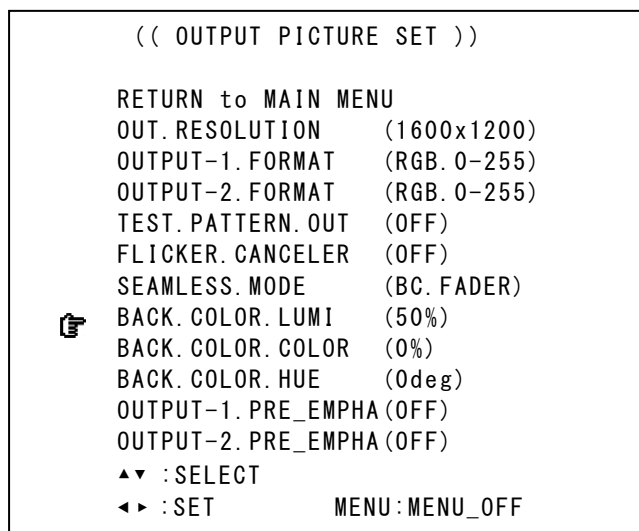 (( OUTPUT PICTURE SET ))
RETURN to MAIN MENU
OUT.RESOLUTION (1600x1200)
OUTPUT-1.FORMAT (RGB.0-255)
OUTPUT-2.FORMAT (RGB.0-255)
TEST.PATTERN.OUT (OFF)
FLICKER.CANCELER (OFF)
SEAMLESS.MODE (BC.FADER)
BACK.COLOR.LUMI (50%)
BACK.COLOR.COLOR (0%)
BACK.COLOR.HUE (0deg)
OUTPUT-1.PRE_EMPHA(OFF)
OUTPUT-2.PRE_EMPHA(OFF)
▲▼ :SELECT
◄► :SET MENU:MENU_OFF